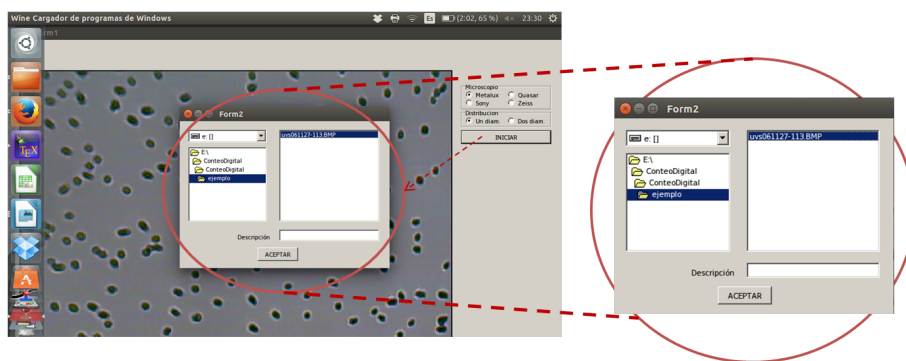 Wine Cargador de programas de Windows
Es
(2:02, 65 %)
23:30
rm1
Form2
e: []
E:\
ConteoDigital
ConteoDigital
ejemplo
uvs061127-113.BMP
Descripción
ACEPTAR
Microscopio
Metalux
Quasar
Sony
Zeiss
Distribucion
Un diam.
Dos diam.
INICIAR
TEX
A
Form2
e: []
E:\
ConteoDigital
ConteoDigital
ejemplo
uvs061127-113.BMP
Descripción
ACEPTAR